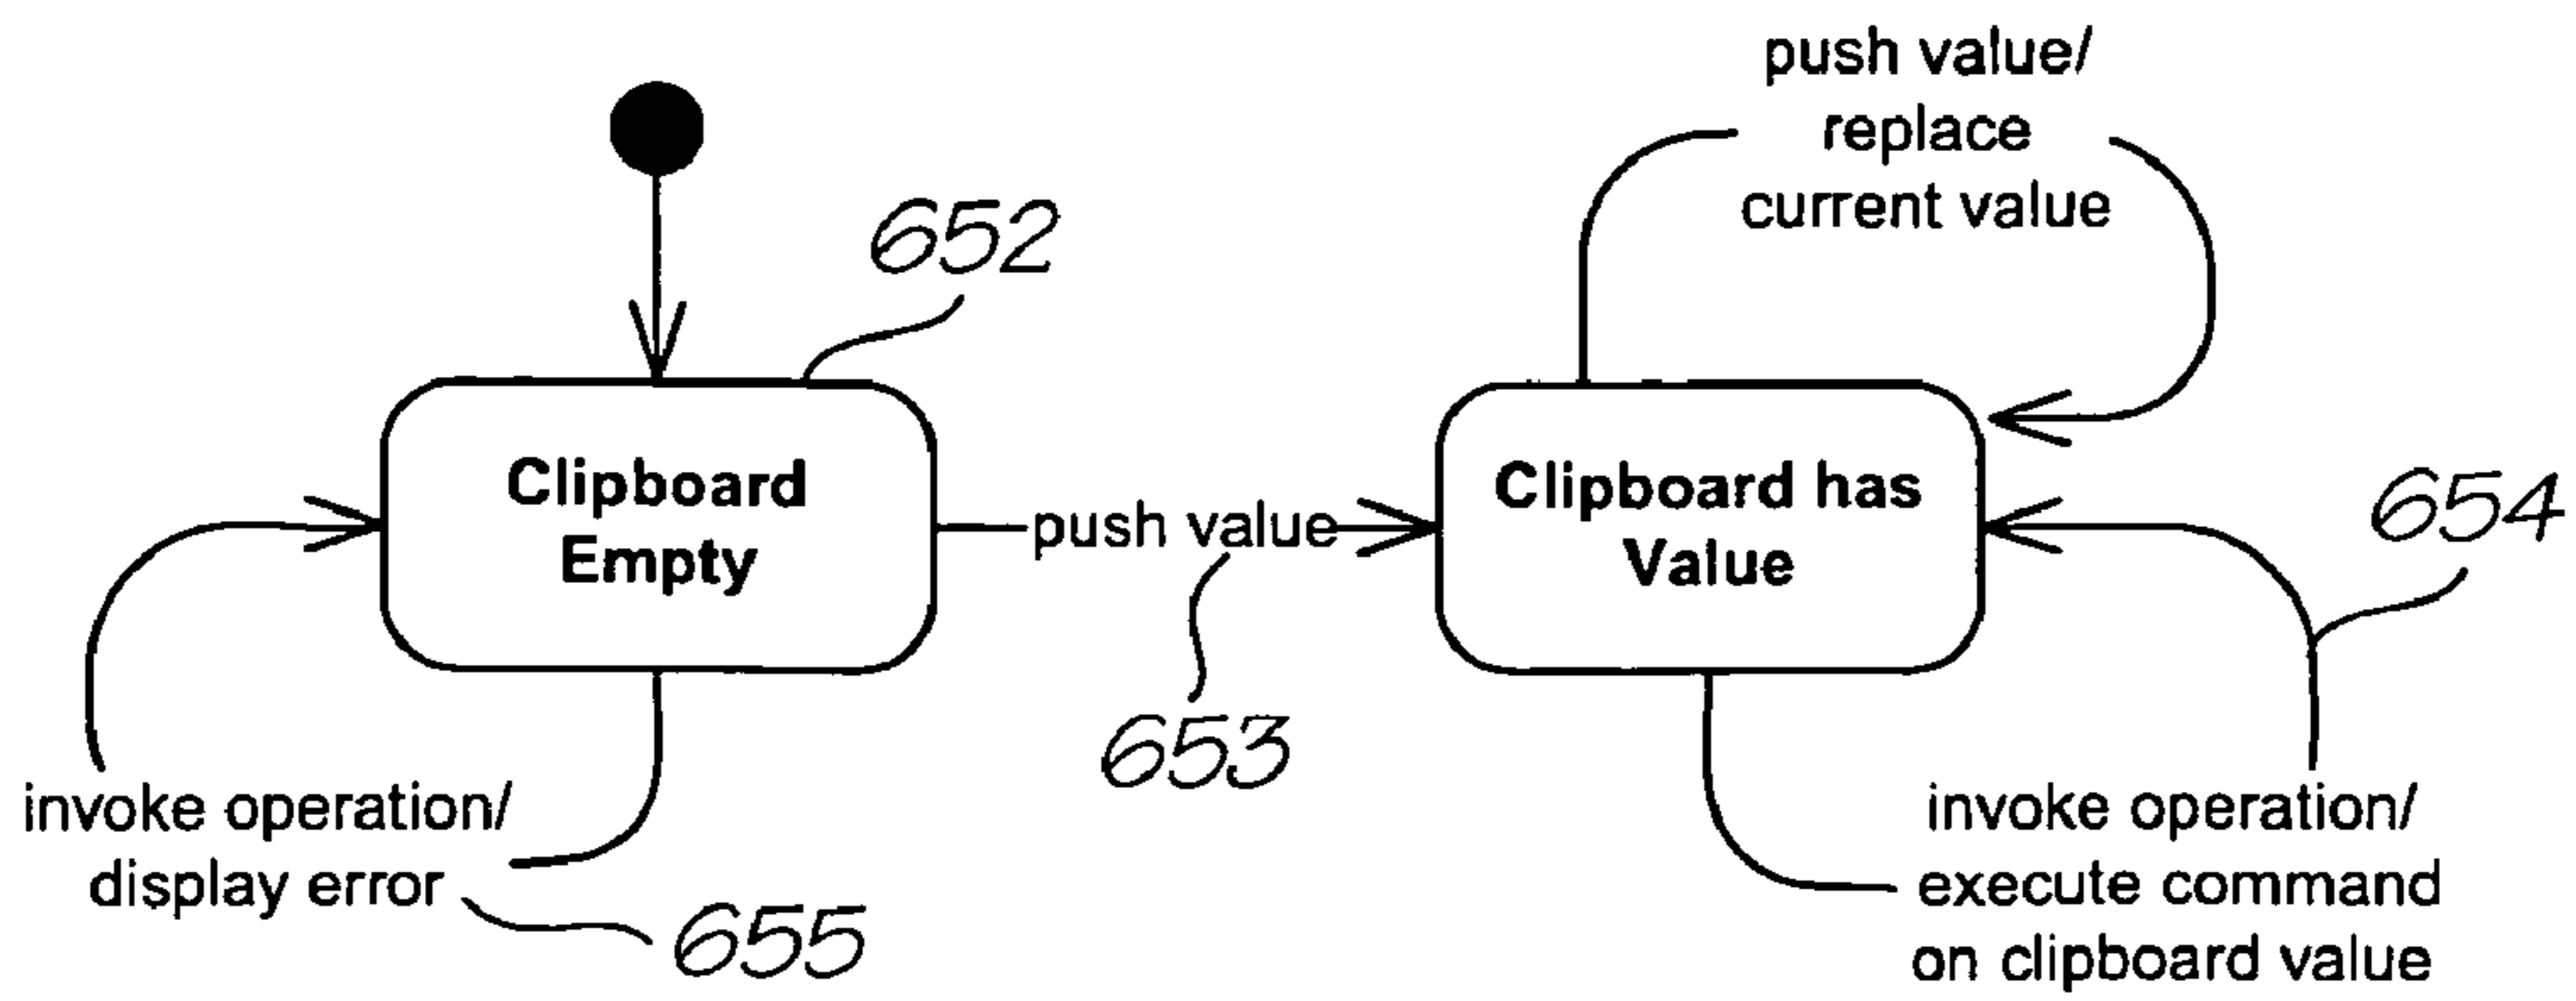 push value/
replace
current value
652
Clipboard
Empty
push value
Clipboard has
Value
654
653
invoke operation/
display error
655
invoke operation/
execute command
on clipboard value